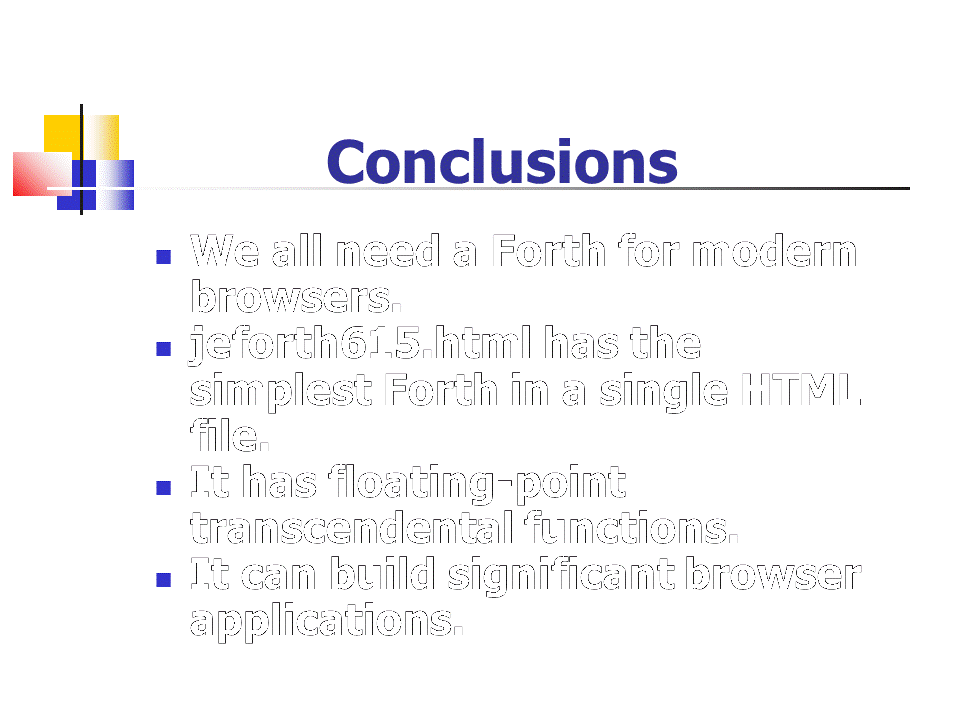 Conclusions
We all need a Forth for modern
browsers.
jeforth615.html has the
simplest Forth in a single HTML
file.
It has floating-point
transcendental functions.
It can build significant browser
applications.